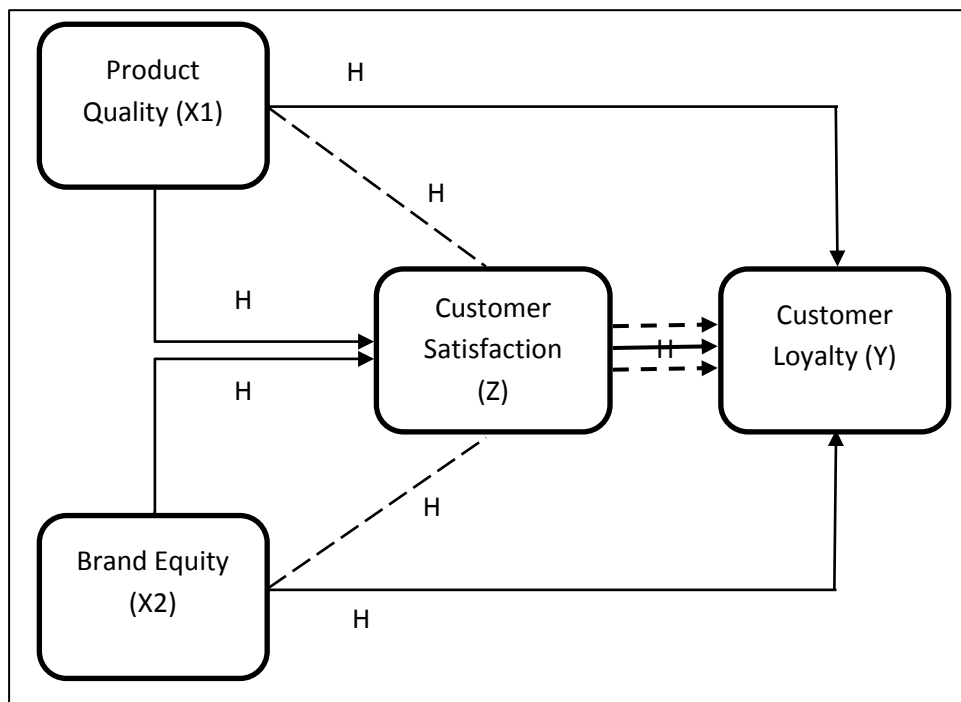 Product
Quality (X1)
H
H
H
Customer
Satisfaction
(Z)
H
Customer
Loyalty (Y)
H
H
Brand Equity
(X2)
H